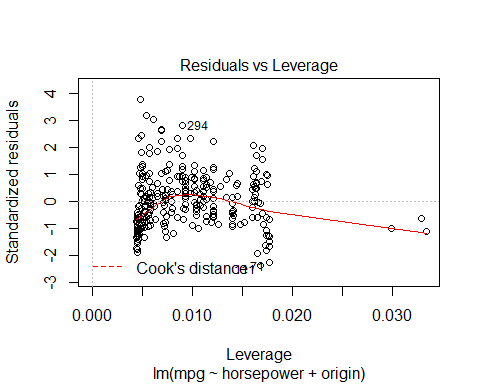 Residuals vs Leverage
Standardized residuals
4
3
2
1
0
-1
-2
-3
294
71
Cook's distance
0.000
0.010
0.020
0.030
Leverage
lm(mpg ~ horsepower + origin)